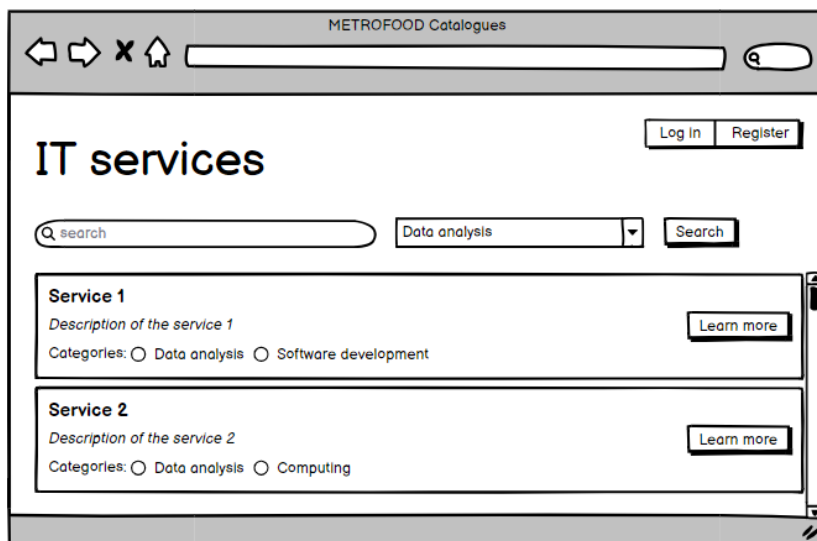 METROFOOD Catalogues
Log in Register
IT services
search
Data analysis
Search
Service 1
Description of the service 1
Learn more
Categories: Data analysis Software development
Service 2
Description of the service 2
Learn more
Categories: Data analysis Computing